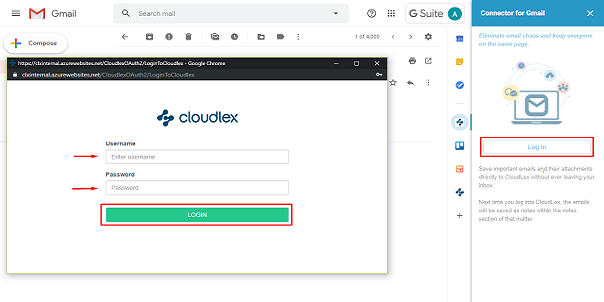 Gmail
Search mail
G Suite
A
Connector for Gmail
Compose
1 of 4,000
Eliminate email chaos and keep everyone
on the same page.
https://clxinternal.azurewebsites.net/CloudlexOAuth2/LoginToCloudlex - Google Chrome
clxinternal.azurewebsites.net/CloudlexOAuth2/LoginToCloudlex
cloudlex
Username
Enter username
Password
Password
LOGIN
Log In
Save important emails and their attachments
directly to CloudLex without ever leaving your
inbox.
Next time you log into CloudLex, the emails
will be saved as notes within the notes
section of that matter.